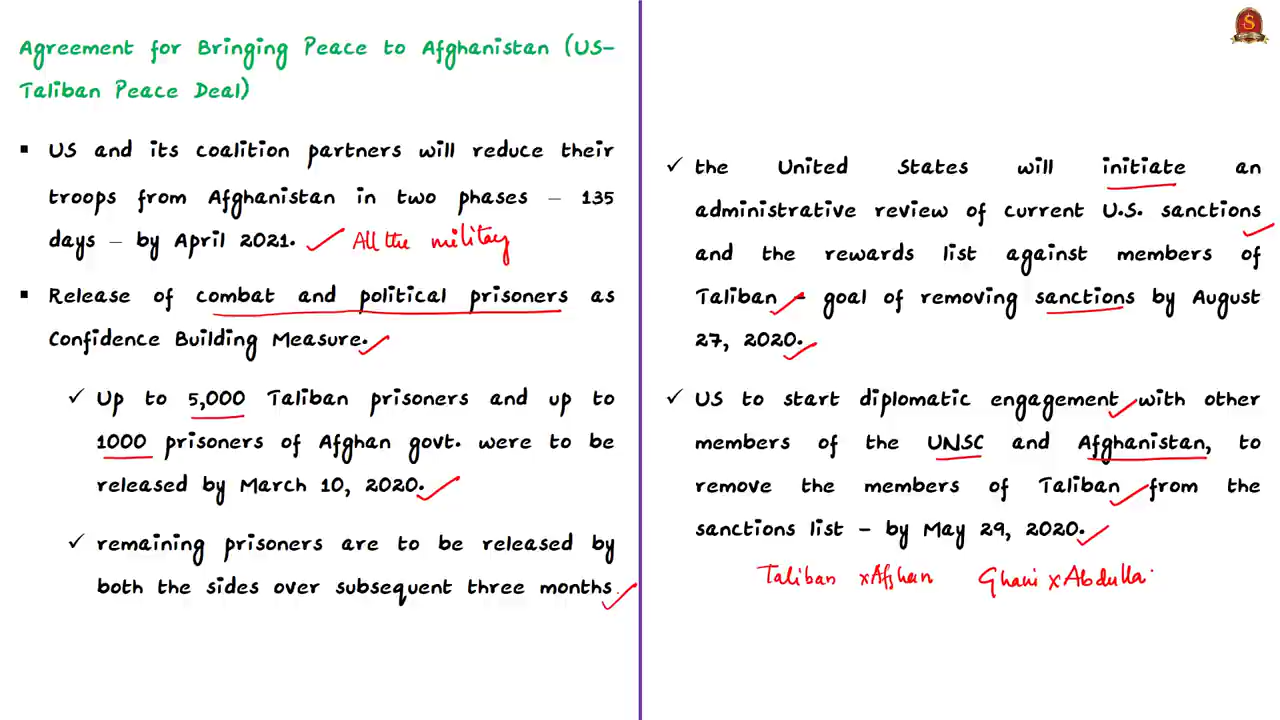 Agreement for Bringing Peace to Afghanistan (US-
Taliban Peace Deal)
▪ US and its coalition partners will reduce their
troops from Afghanistan in two phases – 135
days – by April 2021. ✓ All the military
▪ Release of combat and political prisoners as
Confidence Building Measure.
✓ Up to 5,000 Taliban prisoners and up to
1000 prisoners of Afghan govt. were to be
released by March 10, 2020.
✓ remaining prisoners are to be released by
both the sides over subsequent three months.
✓ the United States will initiate an
administrative review of current U.S. sanctions
and the rewards list against members of
Taliban – goal of removing sanctions by August
27, 2020.
✓ US to start diplomatic engagement with other
members of the UNSC and Afghanistan, to
remove the members of Taliban from the
sanctions list – by May 29, 2020.
Taliban x Afghan Ghani x Abdulla
S